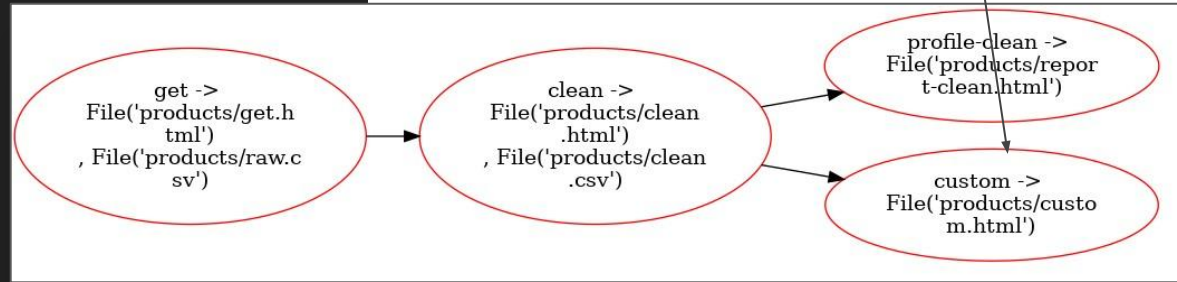 get ->
File('products/get.h
tml')
, File('products/raw.c
sv')
clean ->
File('products/clean
.html')
, File('products/clean
.csv')
profile-clean ->
File('products/repor
t-clean.html')
custom ->
File('products/custo
m.html')